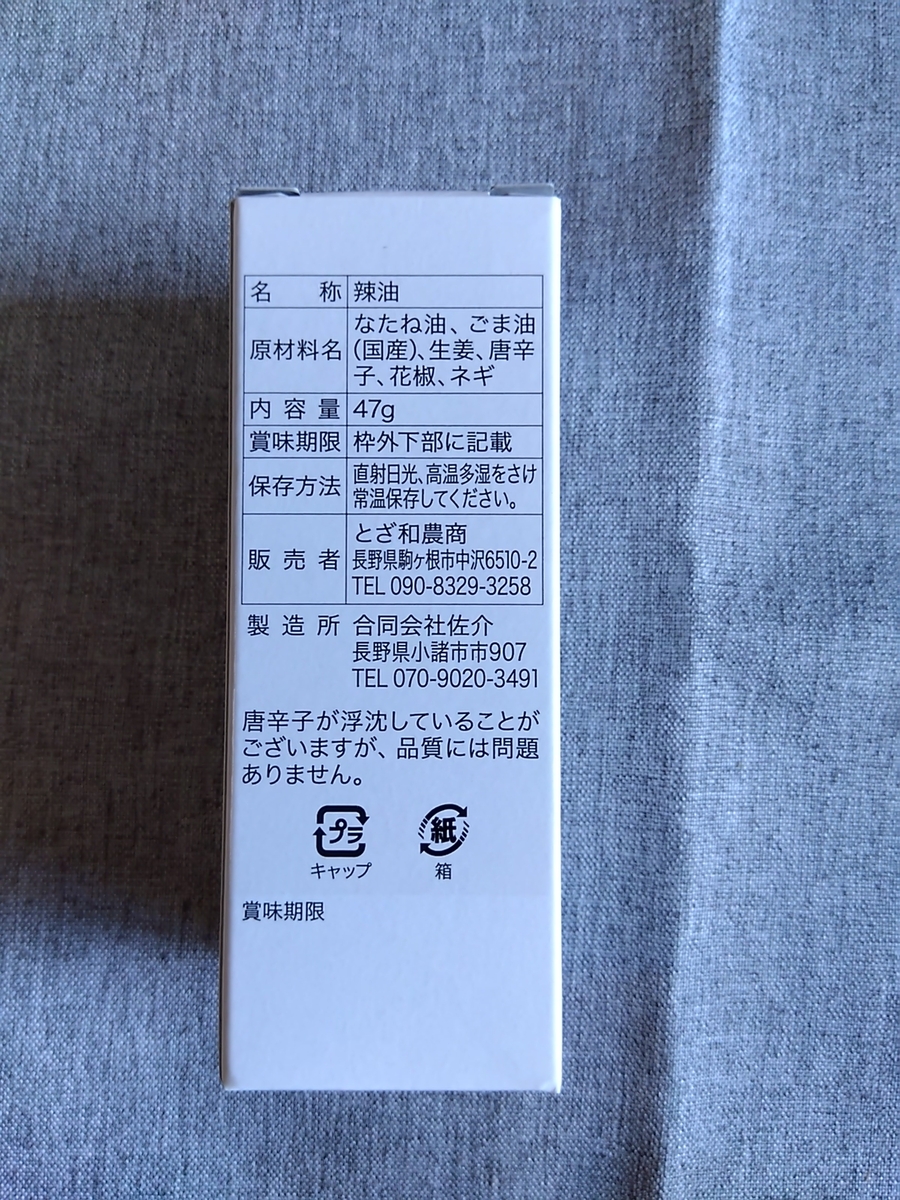 名称 辣油
原材料名 なたね油、ごま油
(国産)、生姜、唐辛
子、花椒、ネギ
内容量 47g
賞味期限 枠外下部に記載
保存方法 直射日光、高温多湿をさけ
常温保存してください。
販売者 とざ和農商
長野県駒ヶ根市中沢6510-2
TEL 090-8329-3258
製造所 合同会社佐介
長野県小諸市市907
TEL 070-9020-3491
唐辛子が浮沈していることが
ございますが、品質には問題
ありません。
プラ 紙
キャップ 箱
賞味期限